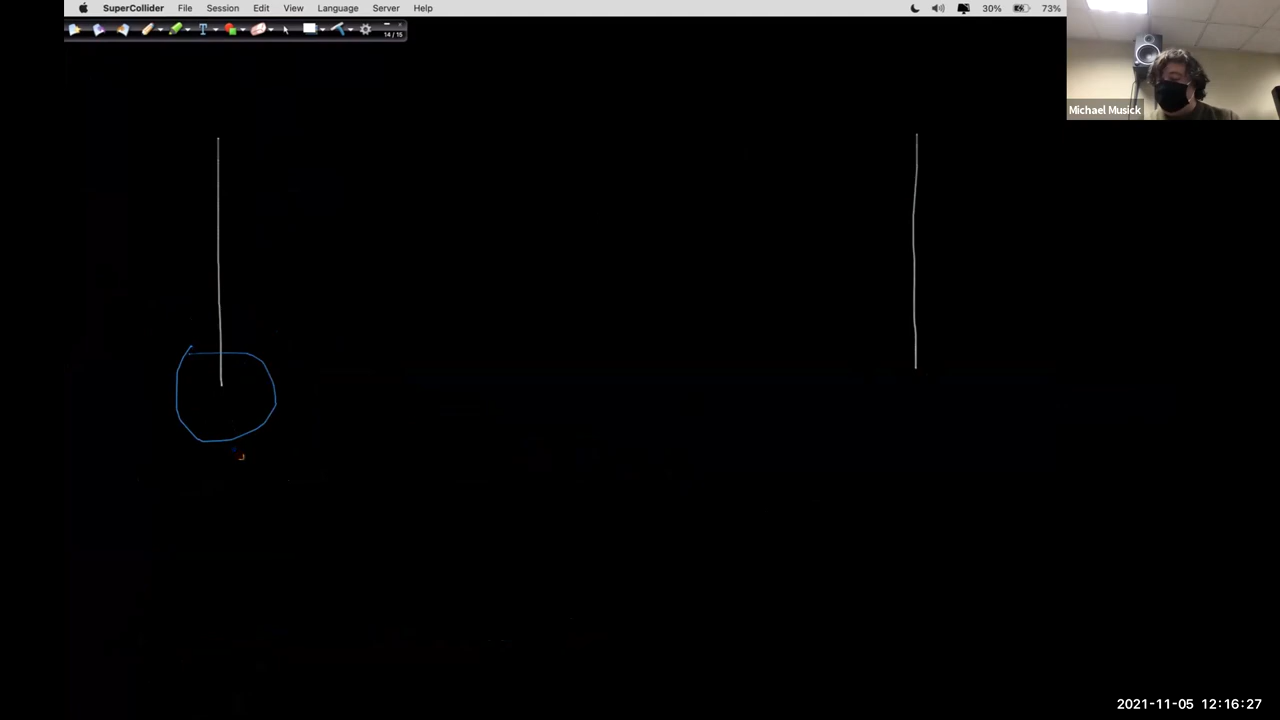 SuperCollider File Session Edit View Language Server Help 30% 73%
T 14 / 15
Michael Musick
2021-11-05 12:16:27